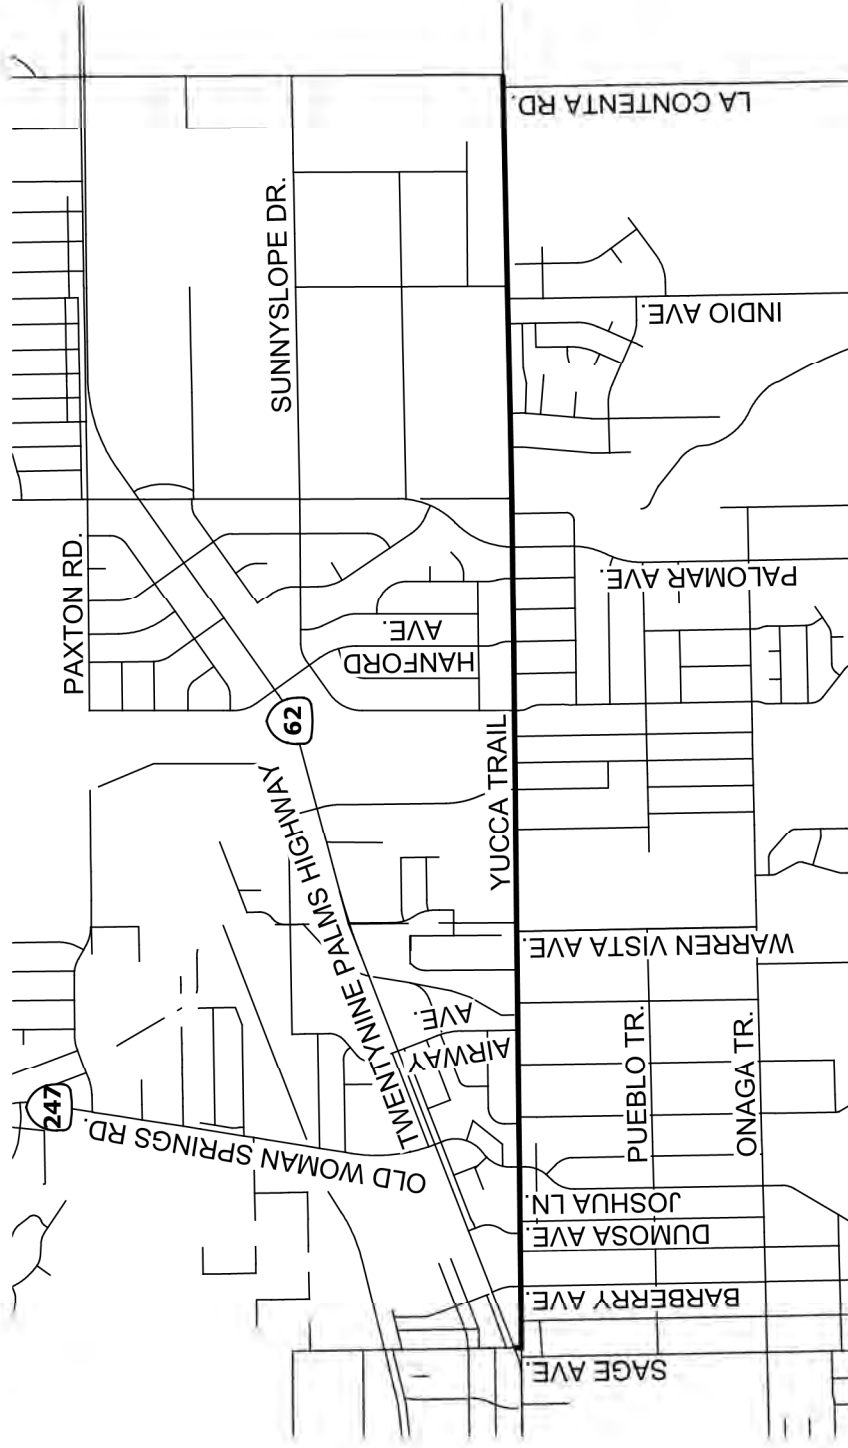 LA CONTENTA RD.
SUNNYSLOPE DR.
INDIO AVE.
PAXTON RD.
PALOMAR AVE.
HANFORD
AVE.
62
YUCCA TRAIL
TWENTYNINE PALMS HIGHWAY
WARREN VISTA AVE.
AIRWAY
AVE.
PUEBLO TR.
ONAGA TR.
247
OLD WOMAN SPRINGS RD.
JOSHUA LN.
DUMOSA AVE.
BARBERRY AVE.
SAGE AVE.